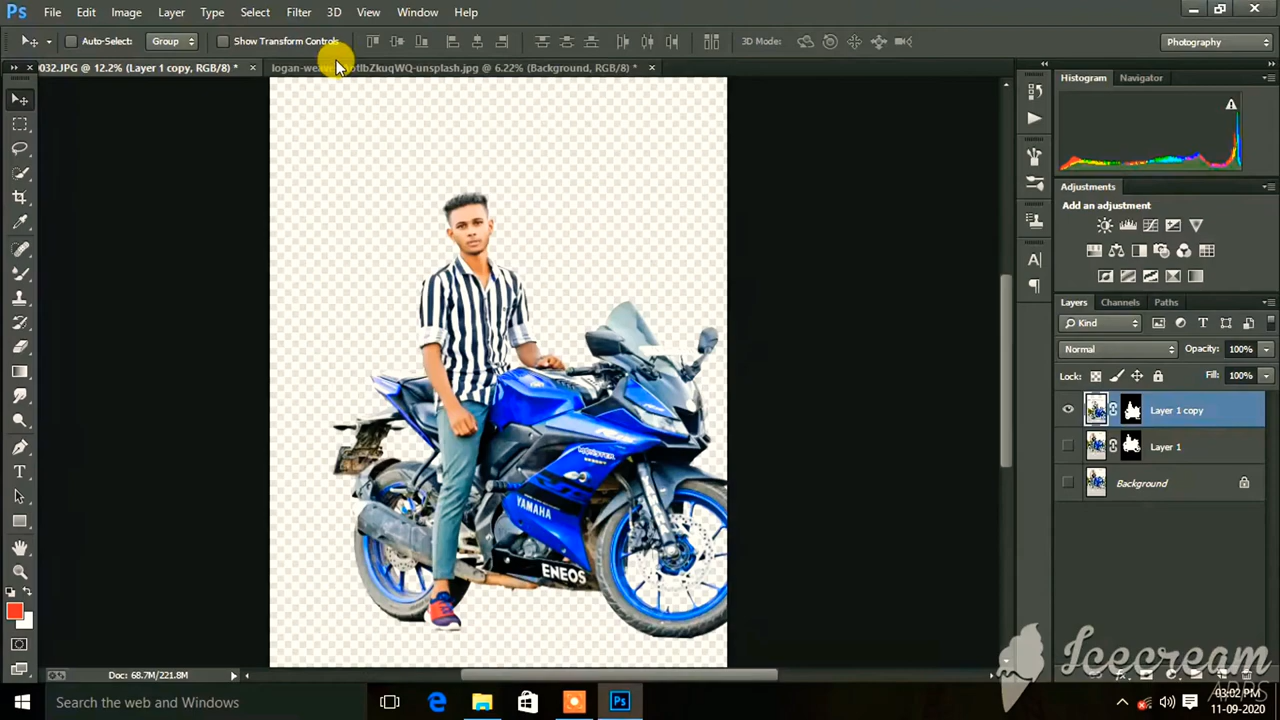 Ps File Edit Image Layer Type Select Filter 3D View Window Help
Auto-Select: Group Show Transform Controls 3D Mode: Photography
032.JPG @ 12.2% (Layer 1 copy, RGB/8) * × bZkuqWQ-unsplash.jpg @ 6.22% (Background, RGB/8) * ×
Histogram Navigator
Adjustments
Add an adjustment
Layers Channels Paths
Kind
Normal Opacity: 100%
Lock: Fill: 100%
Layer 1 copy
Layer 1
Background
MONSTER
ENERGY
YAMAHA
ENEOS
Doc: 68.7M/221.8M
Icecream
APPS
Search the web and Windows
03:02 PM
11-09-2020